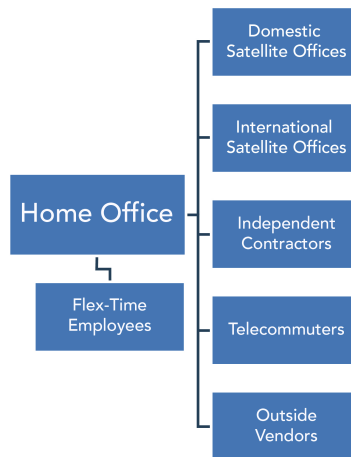 Domestic
Satellite Offices
International
Satellite Offices
Home Office
Independent
Contractors
Flex-Time
Employees
Telecommuters
Outside
Vendors